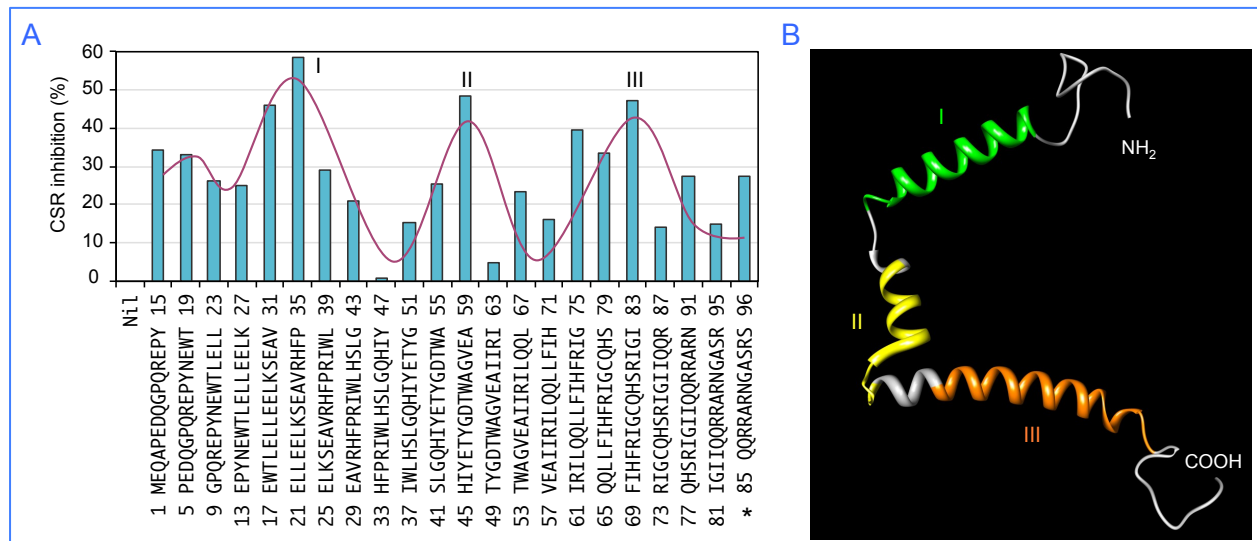 A
B
CSR inhibition (%)
60
50
40
30
20
10
0
I
II
III
Nil
1 MEQAPEDQGPQREPY 15
5 PEDQGPQREPYNEWT 19
9 GPQREPYNEWTLELL 23
13 EPYNEWTLELLEELK 27
17 EWTLELLEELKSEAV 31
21 ELLEELKSEAVRHFP 35
25 ELKSEAVRHFPRIWL 39
29 EAVRHFPRIWLHSLG 43
33 HFPRIWLHSLGQHIY 47
37 IWLHSLGQHIYETYG 51
41 SLGQHIYETYGDTWA 55
45 HIYETYGDTWAGVEA 59
49 TYGDTWAGVEAIIRI 63
53 TWAGVEAIIRILQQL 67
57 VEAIIRILQQLLFIH 71
61 IRILQQLLFIHFRIG 75
65 QQLLFIHFRIGCQHS 79
69 FIHFRIGCQHSRIGI 83
73 RIGCQHSRIGIIQQR 87
77 QHSRIGIIQQRRARN 91
81 IGIIQQRRARNGASR 95
* 85 QQRRARNGASRS 96
I
NH2
II
III
COOH